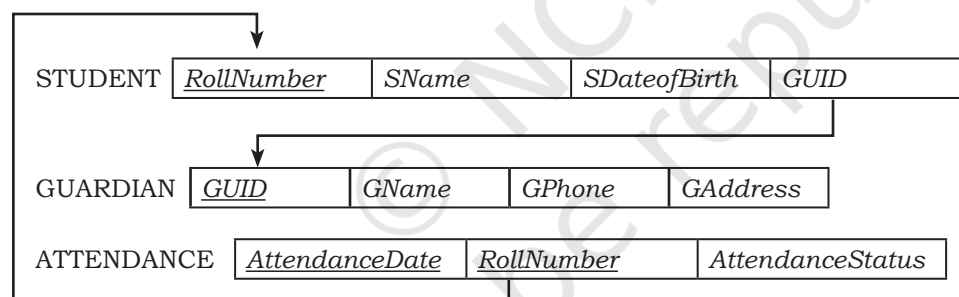 STUDENT RollNumber SName SDateofBirth GUID
GUARDIAN GUID GName GPhone GAddress
ATTENDANCE AttendanceDate RollNumber AttendanceStatus